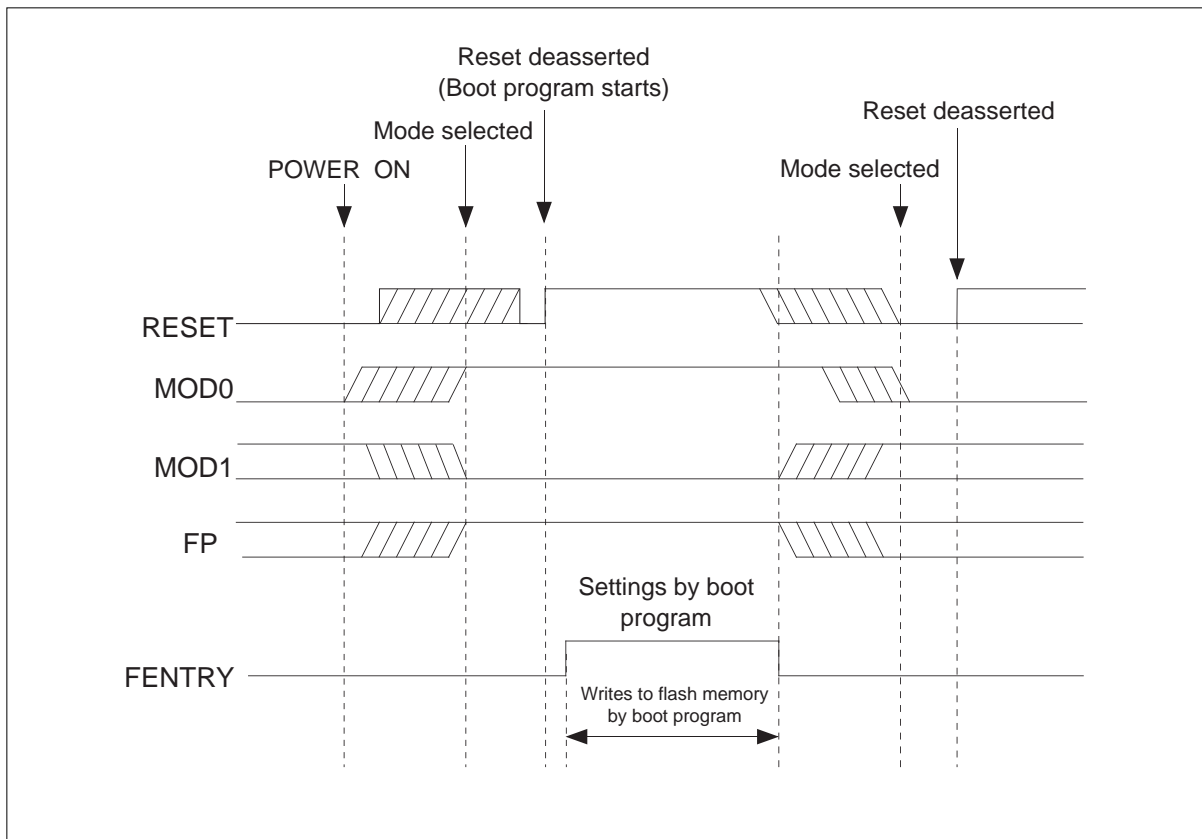 Reset deasserted
(Boot program starts)
Reset deasserted
Mode selected
POWER ON
Mode selected
RESET
MOD0
MOD1
FP
Settings by boot
program
FENTRY
Writes to flash memory
by boot program